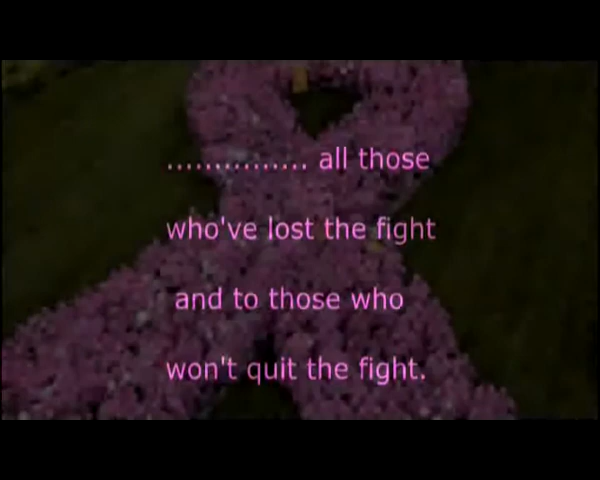 ............... all those
who've lost the fight
and to those who
won't quit the fight.